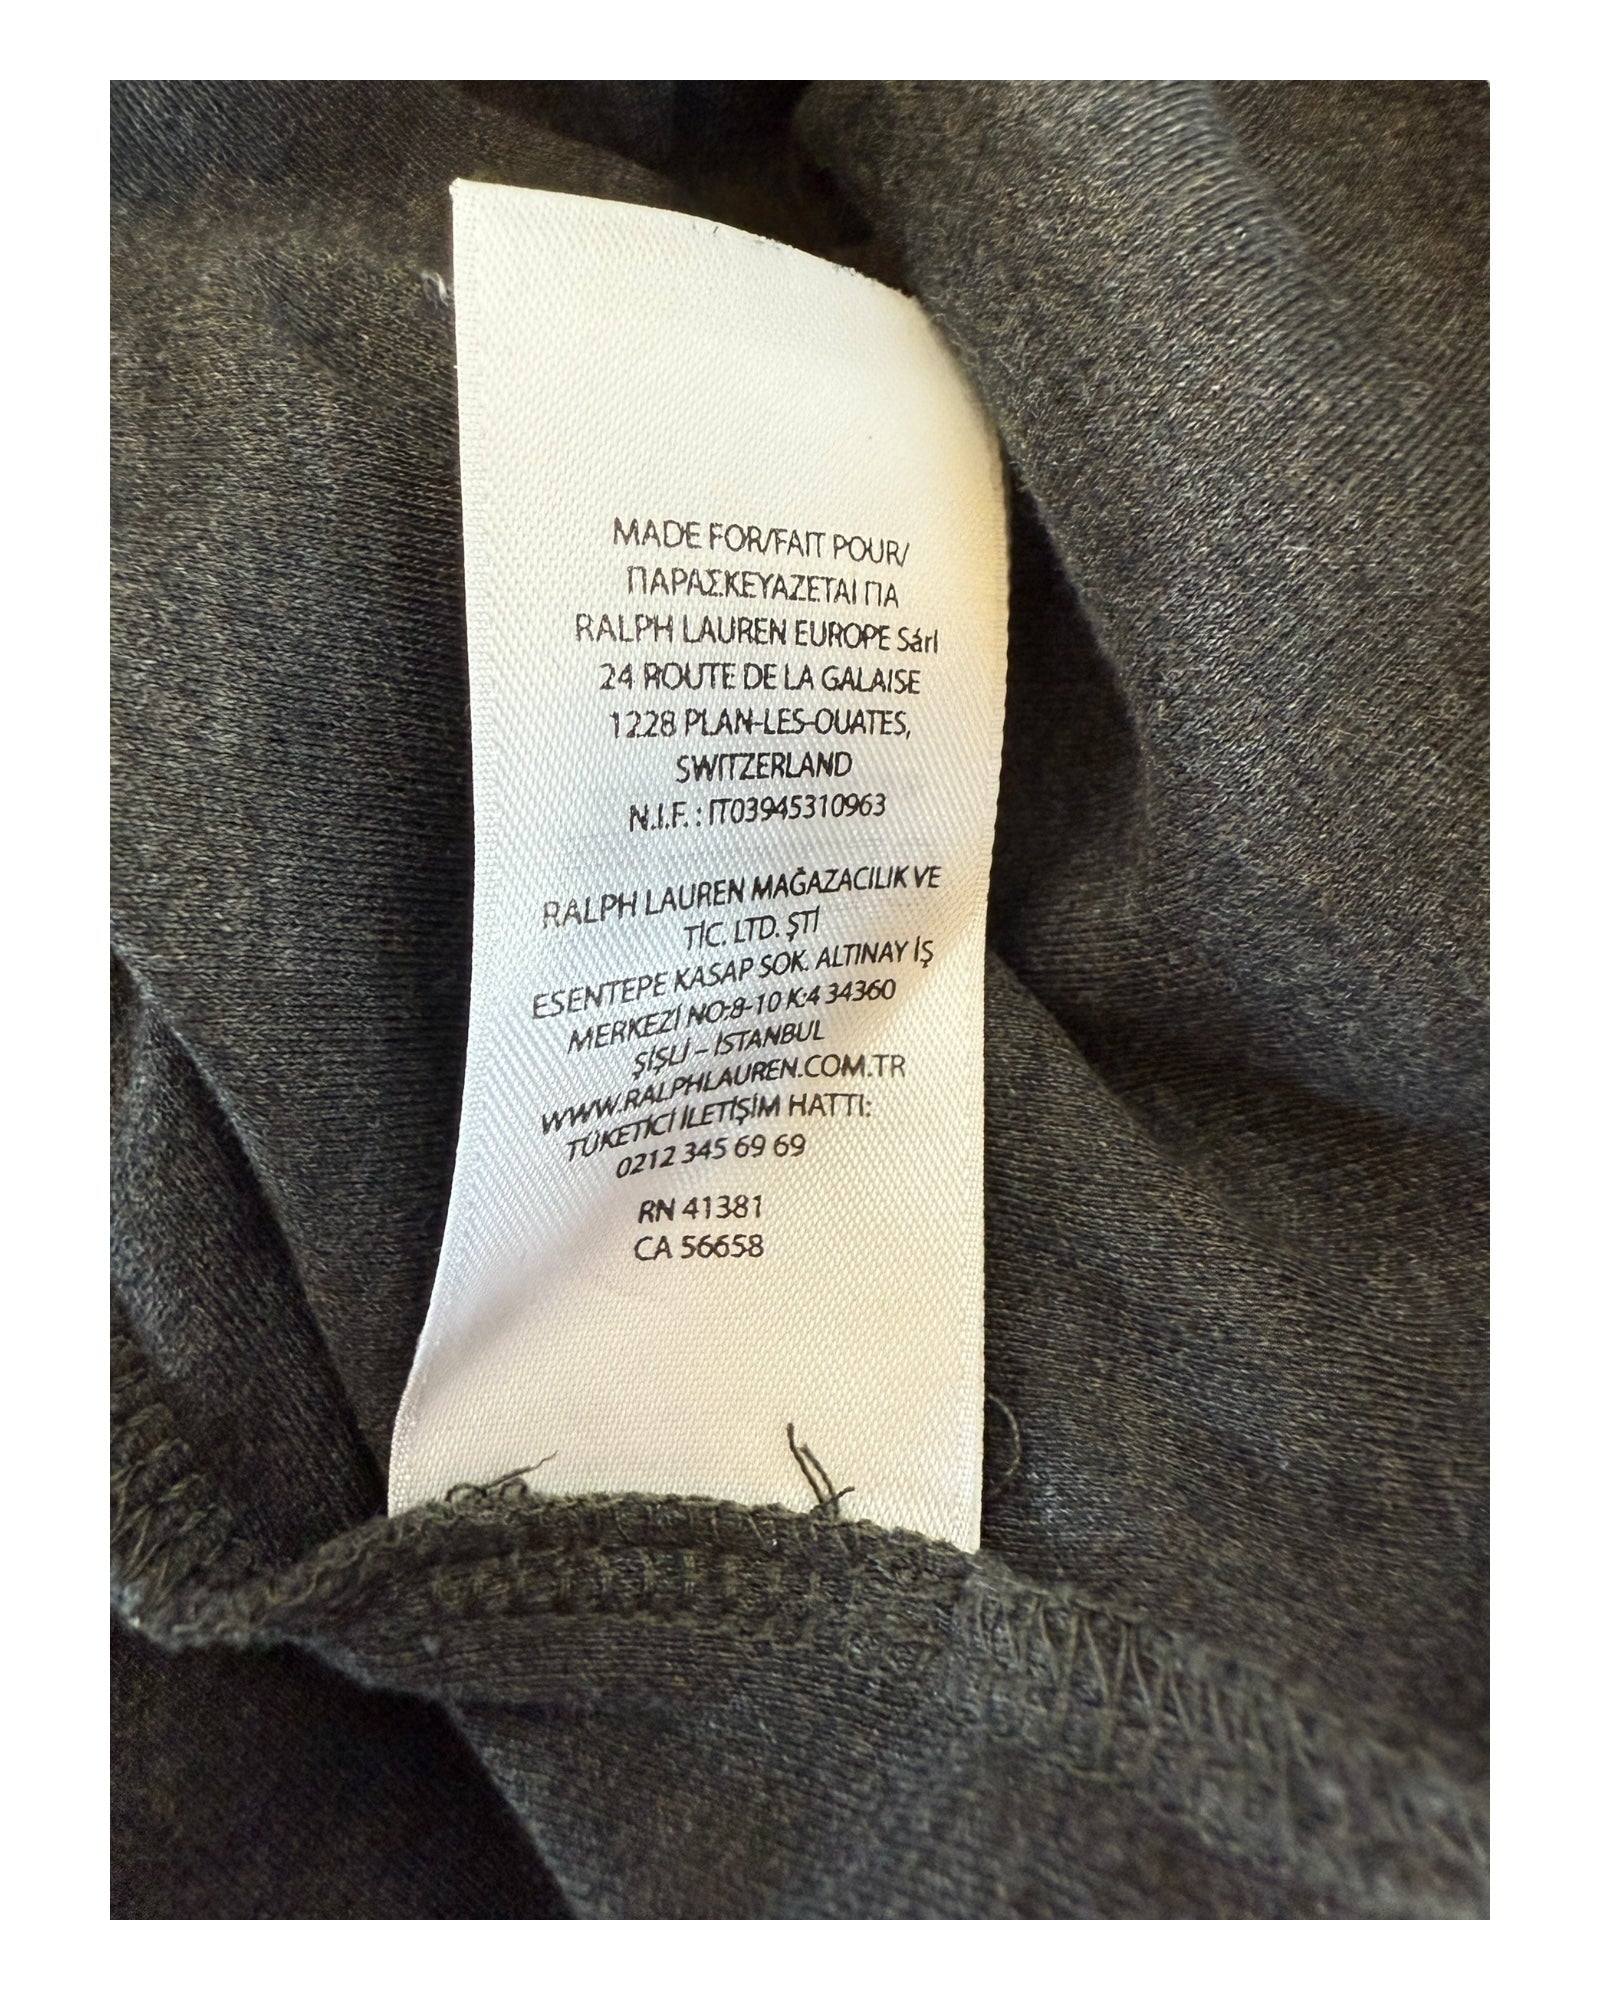 MADE FOR/FAIT POUR/
ΠΑΡΑΣΚΕΥΑΖΕΤΑΙ ΓΙΑ
RALPH LAUREN EUROPE Sárl
24 ROUTE DE LA GALAISE
1228 PLAN-LES-OUATES,
SWITZERLAND
N.I.F. : IT03945310963
RALPH LAUREN MAĞAZACILIK VE
TİC. LTD. ŞTİ
ESENTEPE KASAP SOK. ALTINAY İŞ
MERKEZİ NO:8-10 K:4 34360
ŞİŞLİ – İSTANBUL
WWW.RALPHLAUREN.COM.TR
TÜKETİCİ İLETİŞİM HATTI:
0212 345 69 69
RN 41381
CA 56658